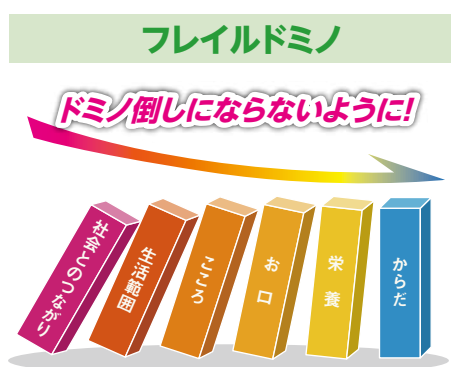 フレイルドミノ
ドミノ倒しにならないように!
社会とのつながり
生活範囲
こころ
お口
栄養
からだ